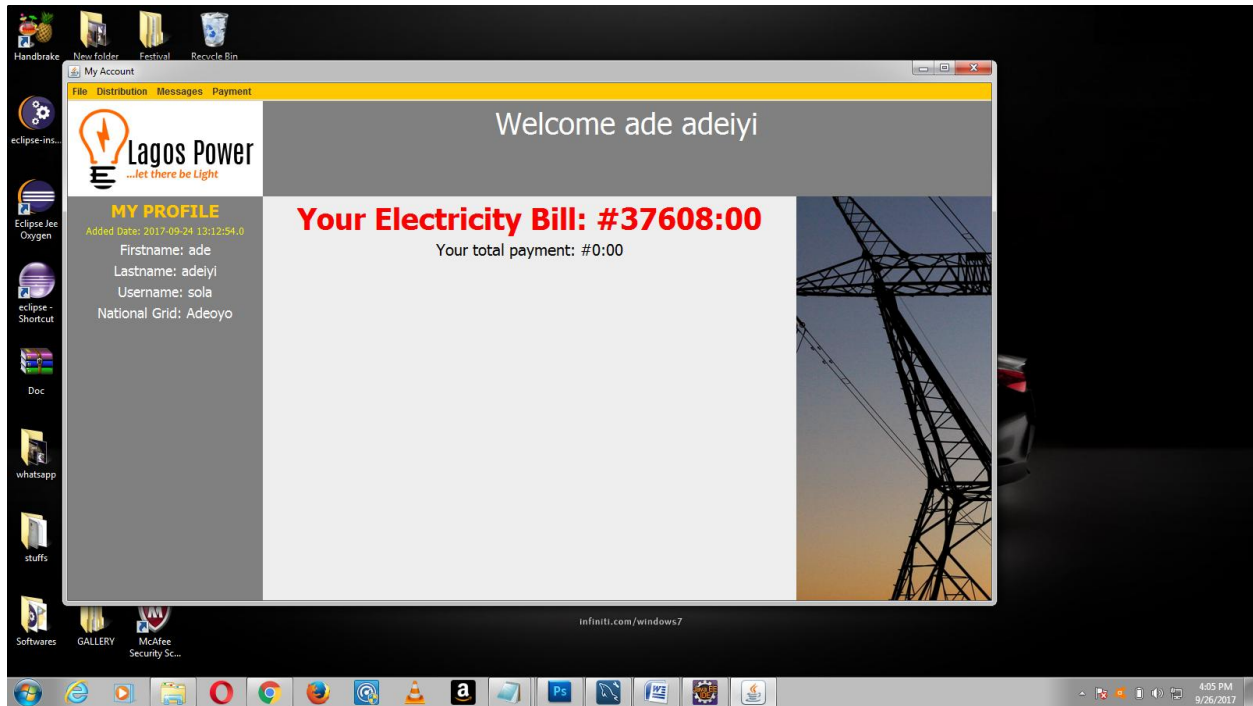 Handbrake
New folder
Festival
Recycle Bin
My Account
File Distribution Messages Payment
eclipse-ins...
Lagos Power
...let there be Light
Welcome ade adeiyi
Eclipse Jee
Oxygen
MY PROFILE
Added Date: 2017-09-24 13:12:54.0
Firstname: ade
Lastname: adeiyi
Username: sola
National Grid: Adeoyo
Your Electricity Bill: #37608:00
Your total payment: #0:00
eclipse -
Shortcut
Doc
whatsapp
stuffs
Softwares
GALLERY
McAfee
Security Sc...
infiniti.com/windows7
a
Ps
4:05 PM
9/26/2017